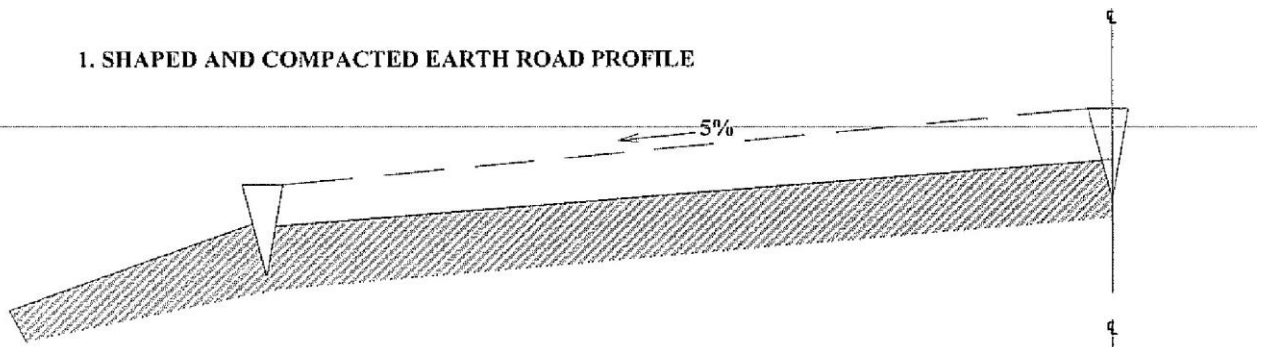 ℄
1. SHAPED AND COMPACTED EARTH ROAD PROFILE
5%
℄